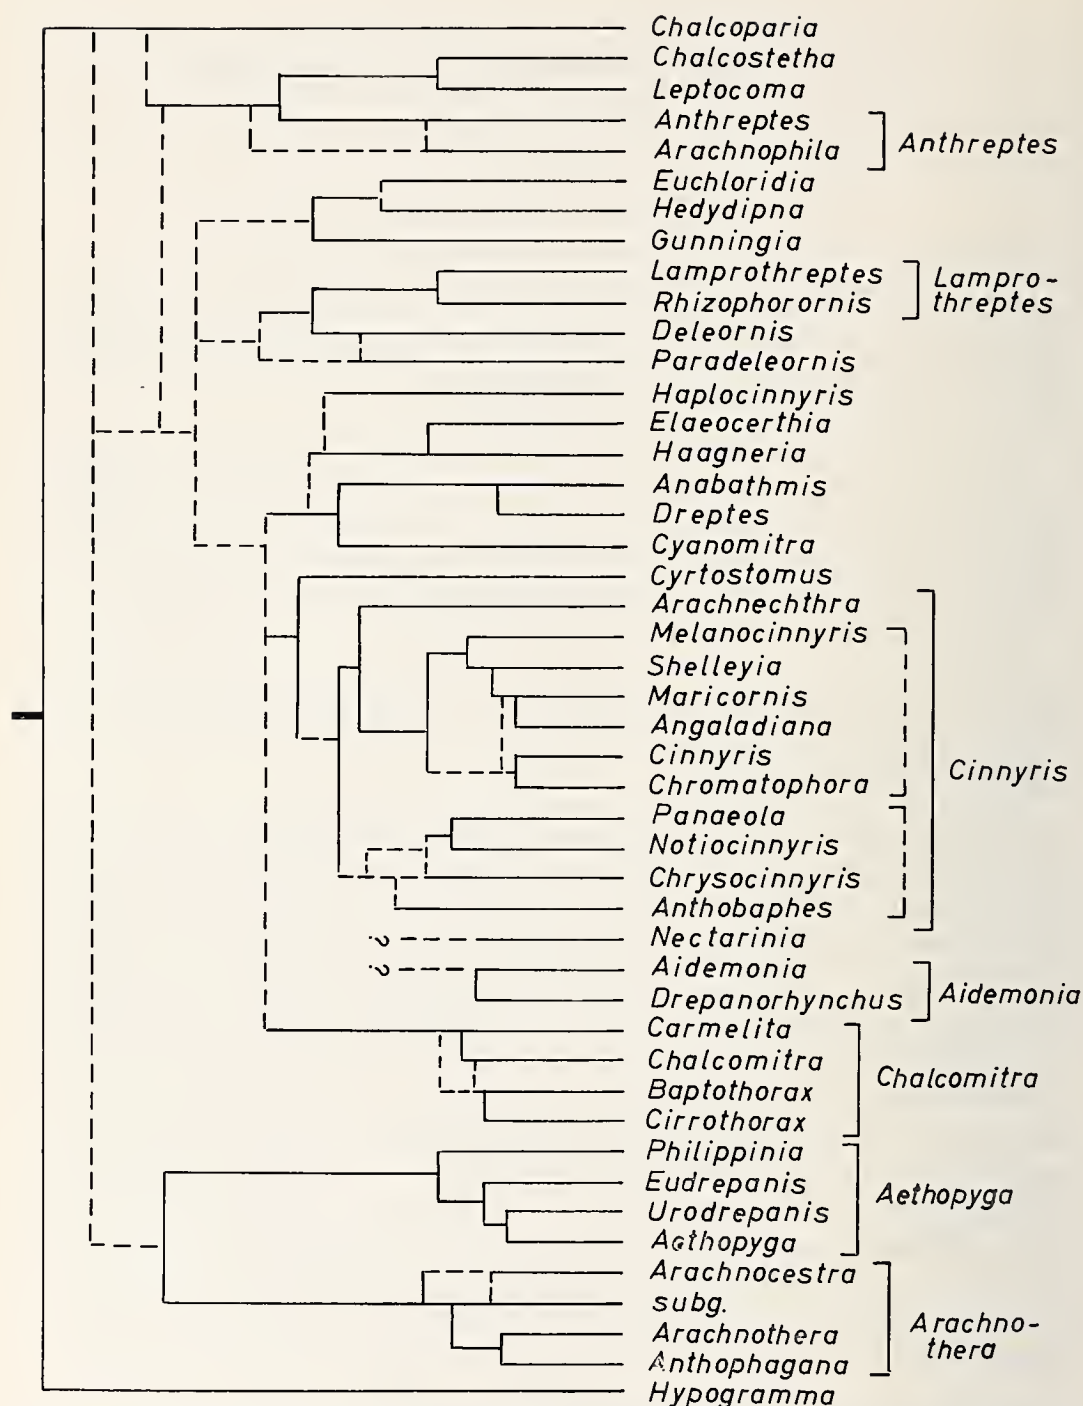 Chalcoparia
Chalcostetha
Leptocoma
Anthreptes
Arachnophila
Anthreptes
Euchloridia
Hedydipna
Gunningia
Lamprothreptes
Rhizophorornis
Lampro-
threptes
Deleornis
Paradeleornis
Haplocinnyris
Elaeocerthia
Haagneria
Anabathmis
Dreptes
Cyanomitra
Cyrtostomus
Arachnechthra
Melanocinnyris
Shelleyia
Maricornis
Angaladiana
Cinnyris
Chromatophora
Cinnyris
Panaeola
Notiocinnyris
Chrysocinnyris
Anthobaphes
? Nectarinia
? Aidemonia
Drepanorhynchus
Aidemonia
Carmelita
Chalcomitra
Baptothorax
Cirrothorax
Chalcomitra
Philippinia
Eudrepanis
Urodrepanis
Aethopyga
Aethopyga
Arachnocestra
subg.
Arachnothera
Anthophagana
Arachno-
thera
Hypogramma